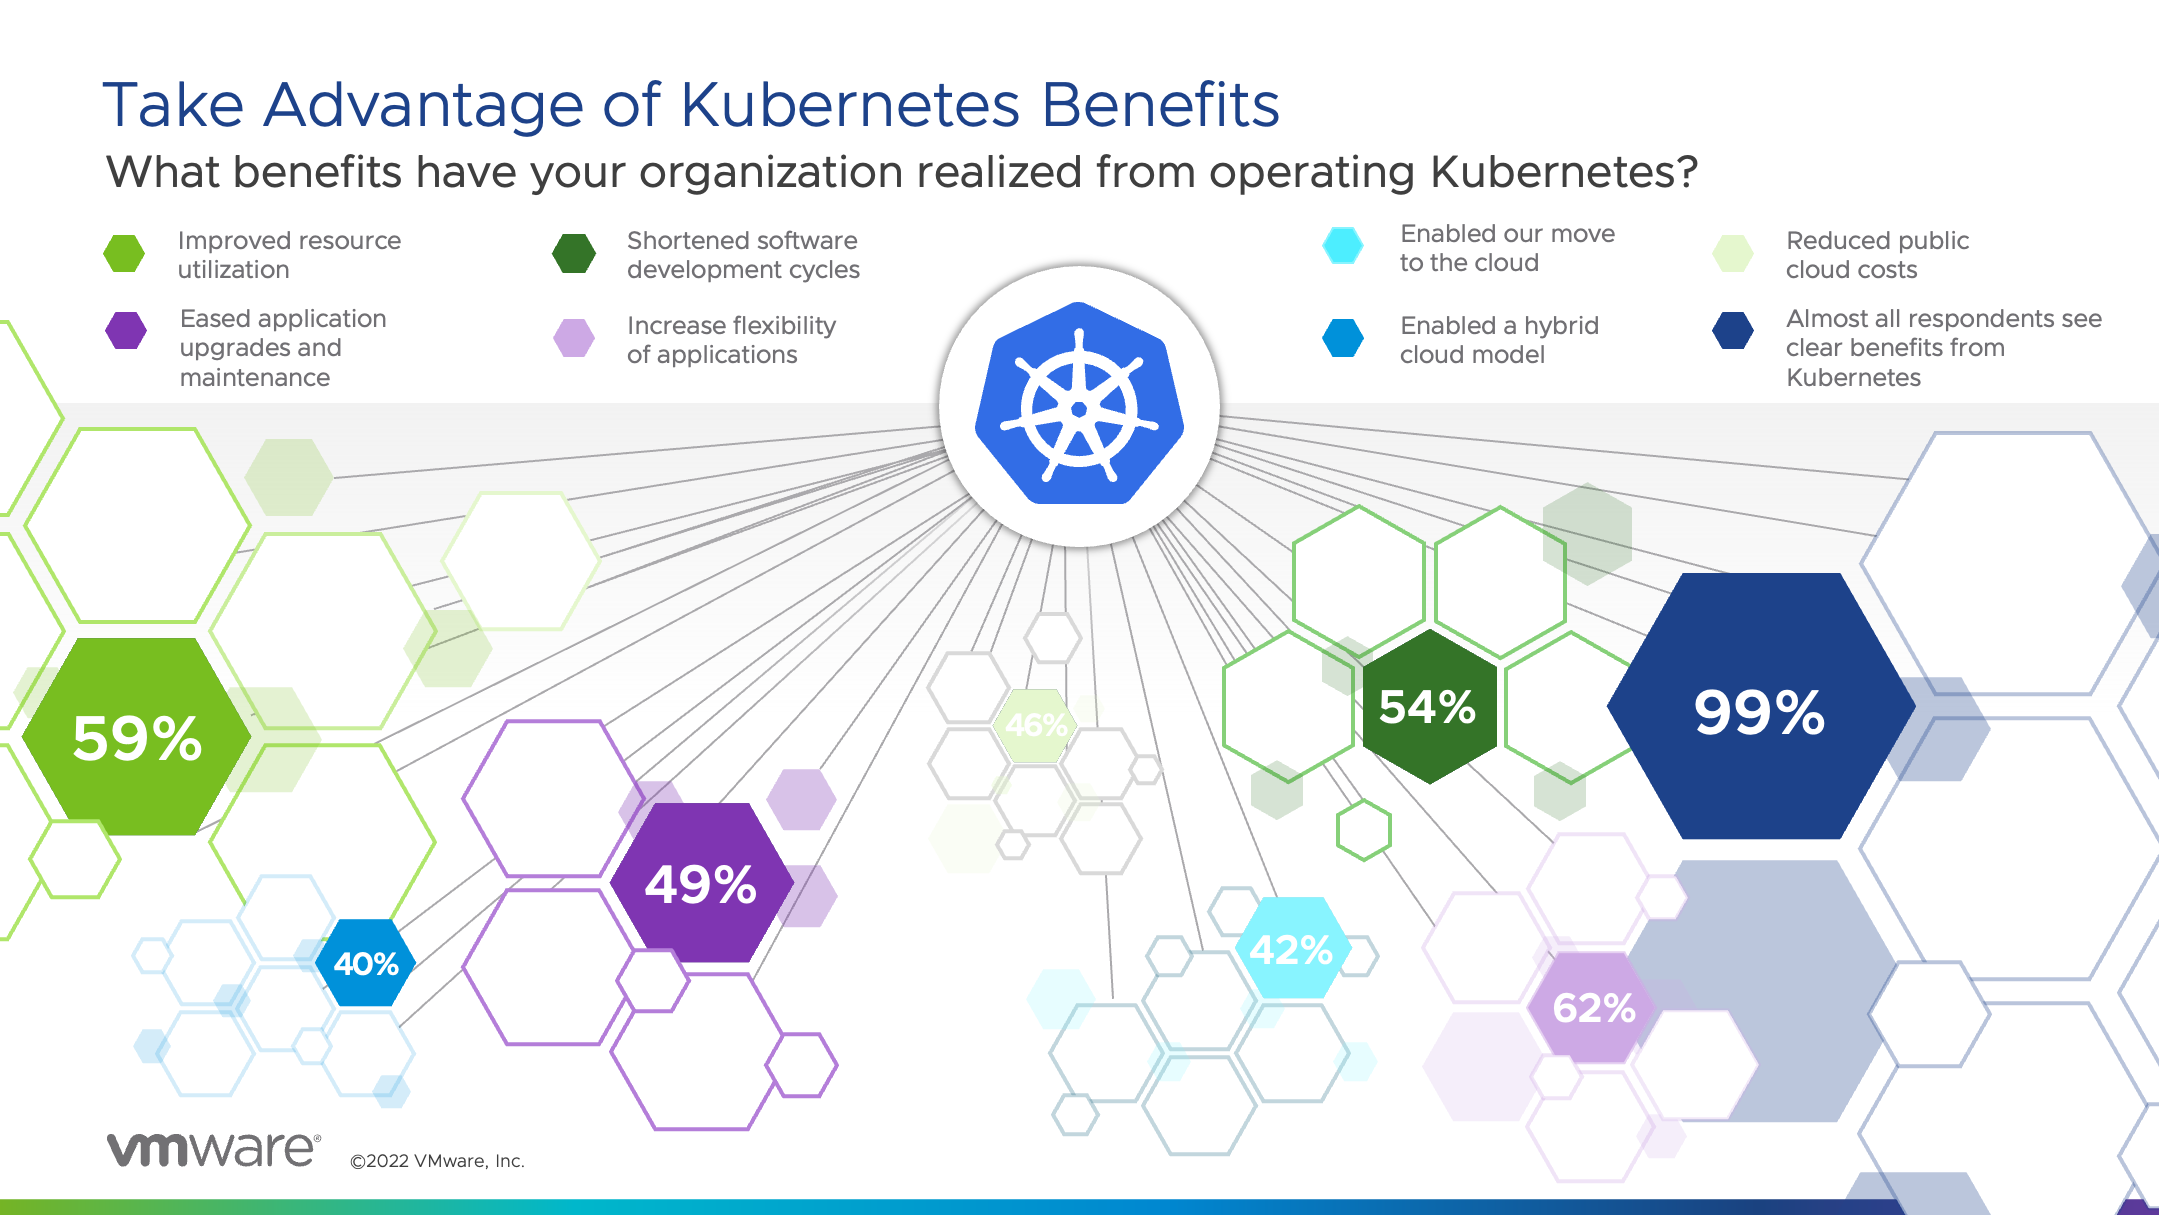 Take Advantage of Kubernetes Benefits
What benefits have your organization realized from operating Kubernetes?
Improved resource
utilization
Eased application
upgrades and
maintenance
Shortened software
development cycles
Increase flexibility
of applications
Enabled our move
to the cloud
Enabled a hybrid
cloud model
Reduced public
cloud costs
Almost all respondents see
clear benefits from
Kubernetes
59%
40%
49%
46%
42%
54%
62%
99%
vmware®
©2022 VMware, Inc.